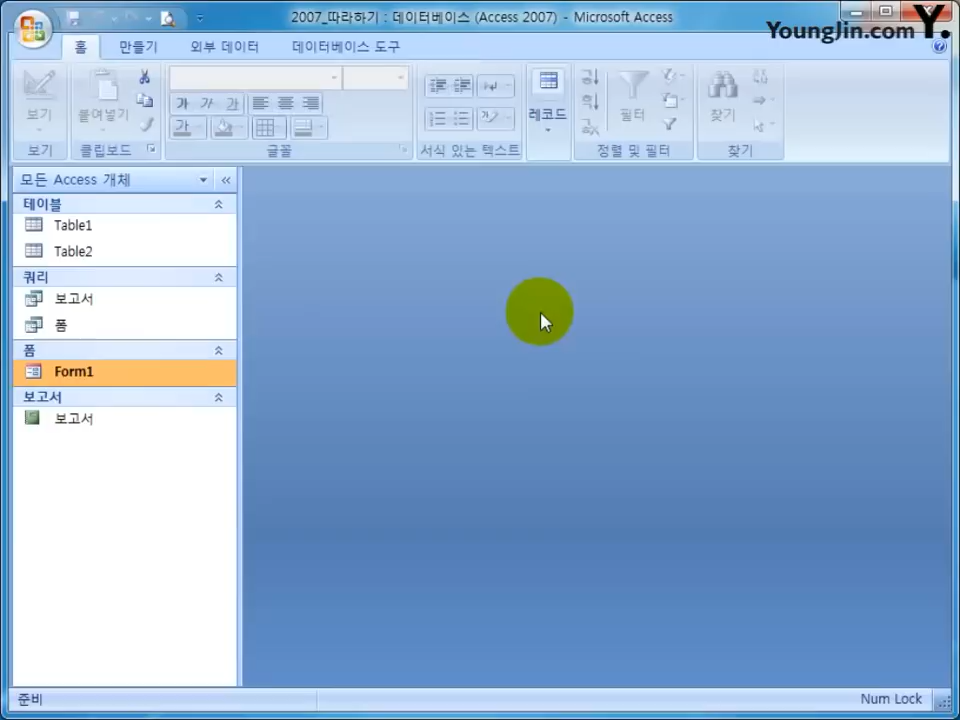 2007_따라하기 : 데이터베이스 (Access 2007) - Microsoft Access
YoungJin.com Y.
홈 만들기 외부 데이터 데이터베이스 도구
보기 붙여넣기 가 가 가 레코드 필터 찾기
가
보기 클립보드 글꼴 서식 있는 텍스트 정렬 및 필터 찾기
모든 Access 개체
테이블
Table1
Table2
쿼리
보고서
폼
폼
Form1
보고서
보고서
준비 Num Lock